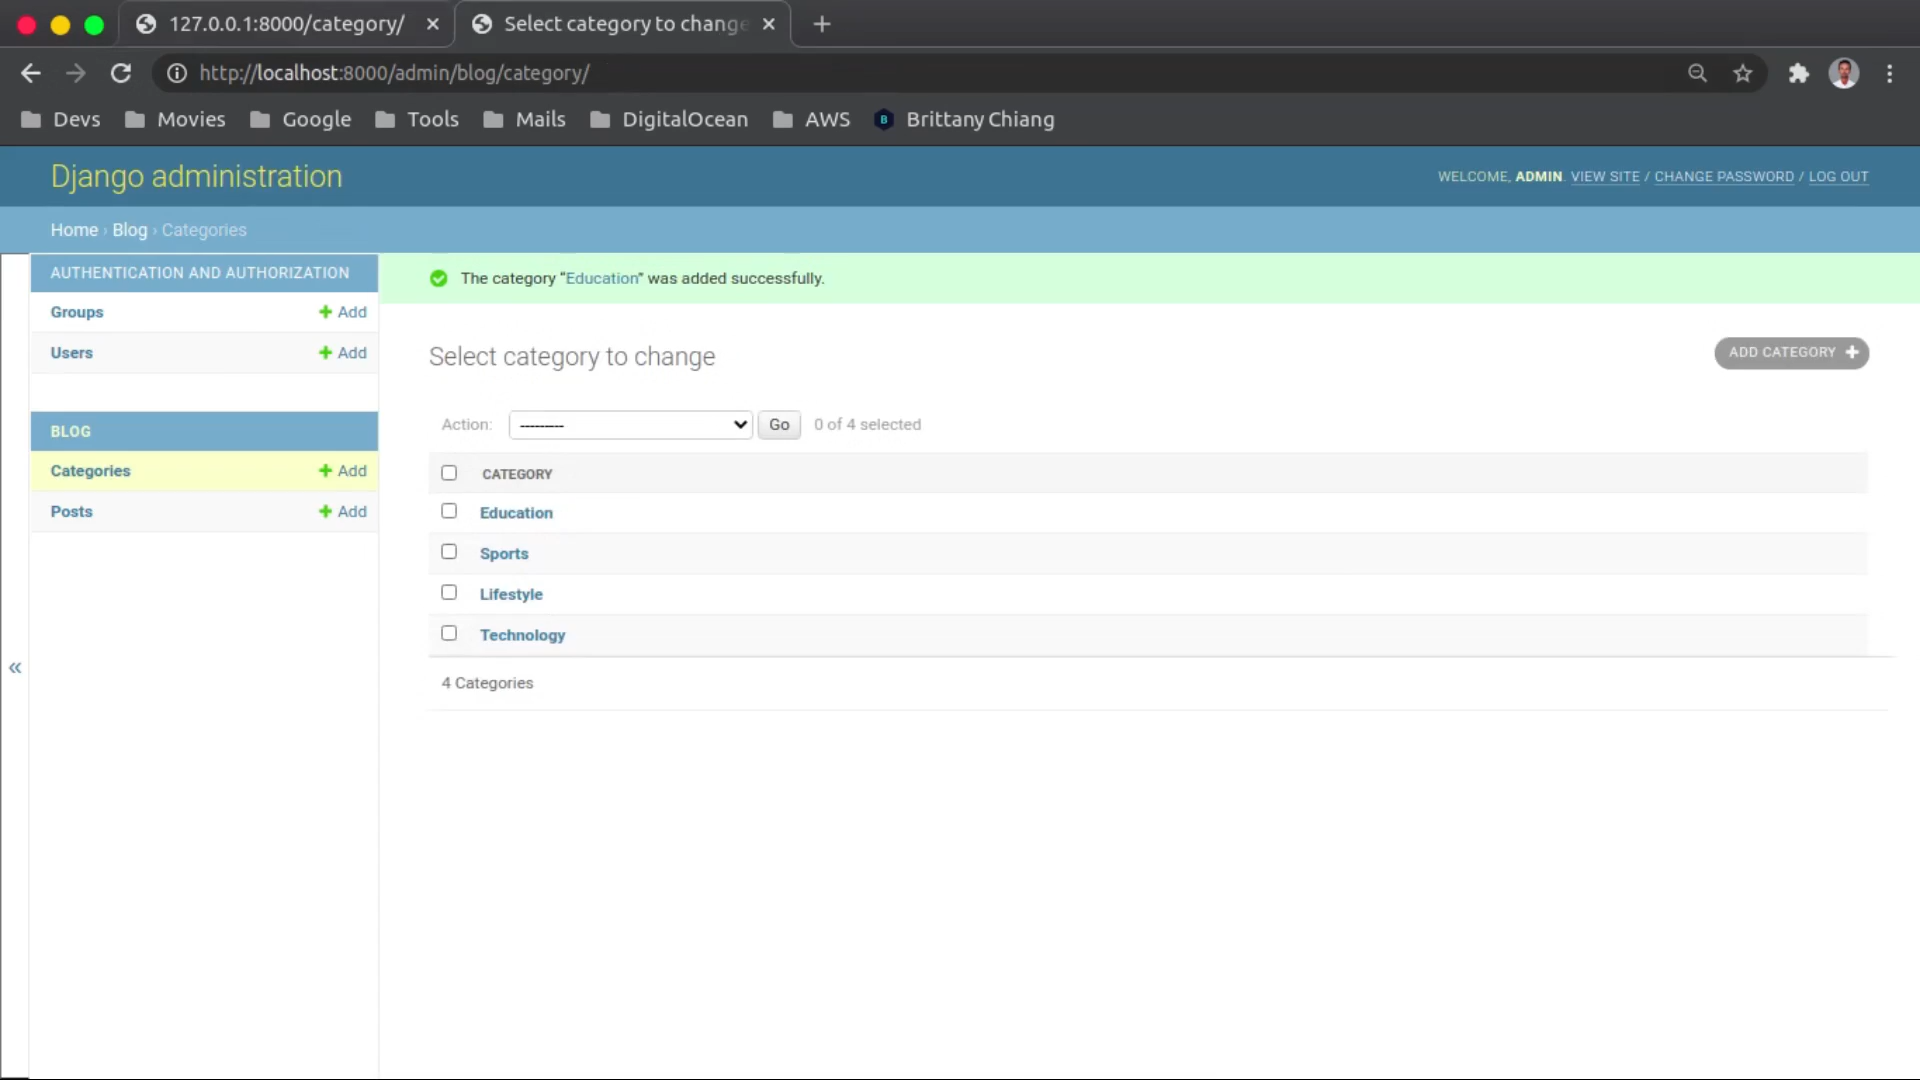 127.0.0.1:8000/category/
Select category to change
http://localhost:8000/admin/blog/category/
Devs Movies Google Tools Mails DigitalOcean AWS B Brittany Chiang
Django administration
WELCOME, ADMIN. VIEW SITE / CHANGE PASSWORD / LOG OUT
Home › Blog › Categories
AUTHENTICATION AND AUTHORIZATION
Groups + Add
Users + Add
BLOG
Categories + Add
Posts + Add
«
The category “Education” was added successfully.
Select category to change
ADD CATEGORY +
Action: --------- Go 0 of 4 selected
CATEGORY
Education
Sports
Lifestyle
Technology
4 Categories